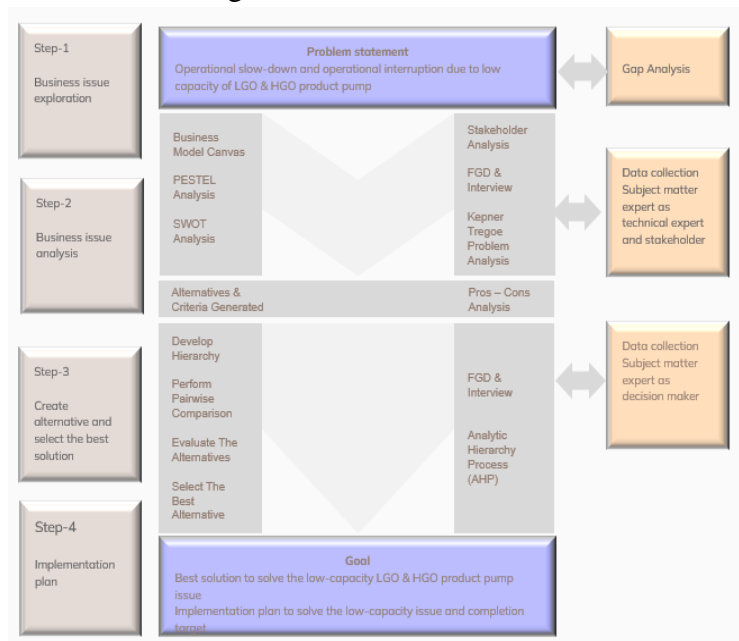 Step-1
Business issue
exploration
Problem statement
Operational slow-down and operational interruption due to low
capacity of LGO & HGO product pump
Gap Analysis
Step-2
Business issue
analysis
Business
Model Canvas
PESTEL
Analysis
SWOT
Analysis
Stakeholder
Analysis
FGD &
Interview
Kepner
Tregoe
Problem
Analysis
Data collection
Subject matter
expert as
technical expert
and stakeholder
Alternatives &
Criteria Generated
Pros – Cons
Analysis
Step-3
Create
alternative and
select the best
solution
Develop
Hierarchy
Perform
Pairwise
Comparison
Evaluate The
Alternatives
Select The
Best
Alternative
FGD &
Interview
Analytic
Hierarchy
Process
(AHP)
Data collection
Subject matter
expert as
decision maker
Step-4
Implementation
plan
Goal
Best solution to solve the low-capacity LGO & HGO product pump
issue
Implementation plan to solve the low-capacity issue and completion
target